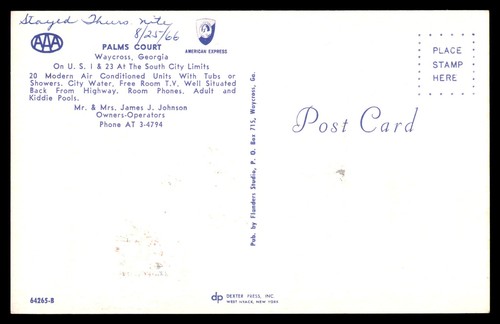 Stayed Thurs. nite
8/25/66
AAA
AMERICAN EXPRESS
PALMS COURT
Waycross, Georgia
On U. S. 1 & 23 At The South City Limits
20 Modern Air Conditioned Units With Tubs or
Showers, City Water, Free Room T.V, Well Situated
Back From Highway. Room Phones, Adult and
Kiddie Pools.
Mr. & Mrs. James J. Johnson
Owners-Operators
Phone AT 3-4794
64265-B
Pub. by Flanders Studio, P. O. Box 715, Waycross, Ga.
dp DEXTER PRESS, INC.
WEST NYACK, NEW YORK
Post Card
PLACE
STAMP
HERE